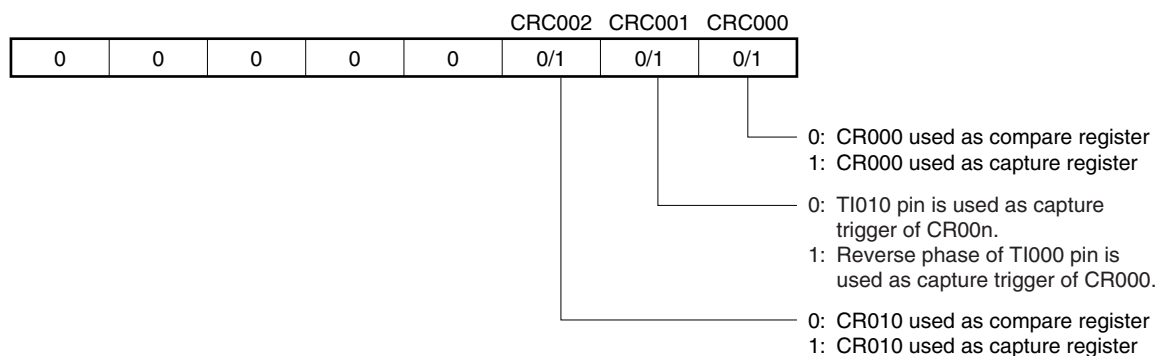 CRC002 CRC001 CRC000
0 0 0 0 0 0/1 0/1 0/1
0: CR000 used as compare register
1: CR000 used as capture register
0: TI010 pin is used as capture
trigger of CR00n.
1: Reverse phase of TI000 pin is
used as capture trigger of CR000.
0: CR010 used as compare register
1: CR010 used as capture register